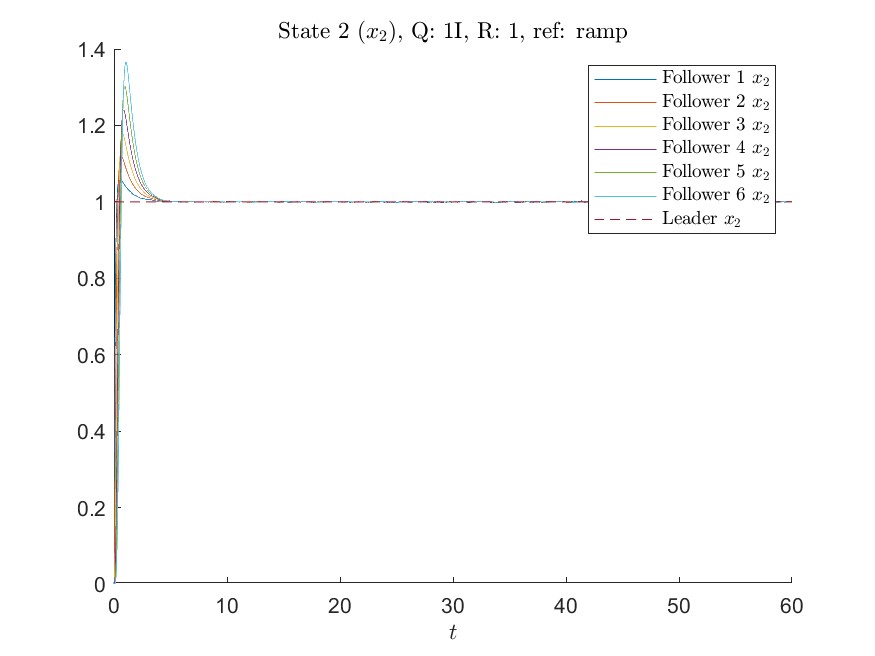 State 2 (x₂), Q: 1I, R: 1, ref: ramp
1.4
1.2
1
0.8
0.6
0.4
0.2
0
Follower 1 x₂
Follower 2 x₂
Follower 3 x₂
Follower 4 x₂
Follower 5 x₂
Follower 6 x₂
Leader x₂
0 10 20 30 40 50 60
t